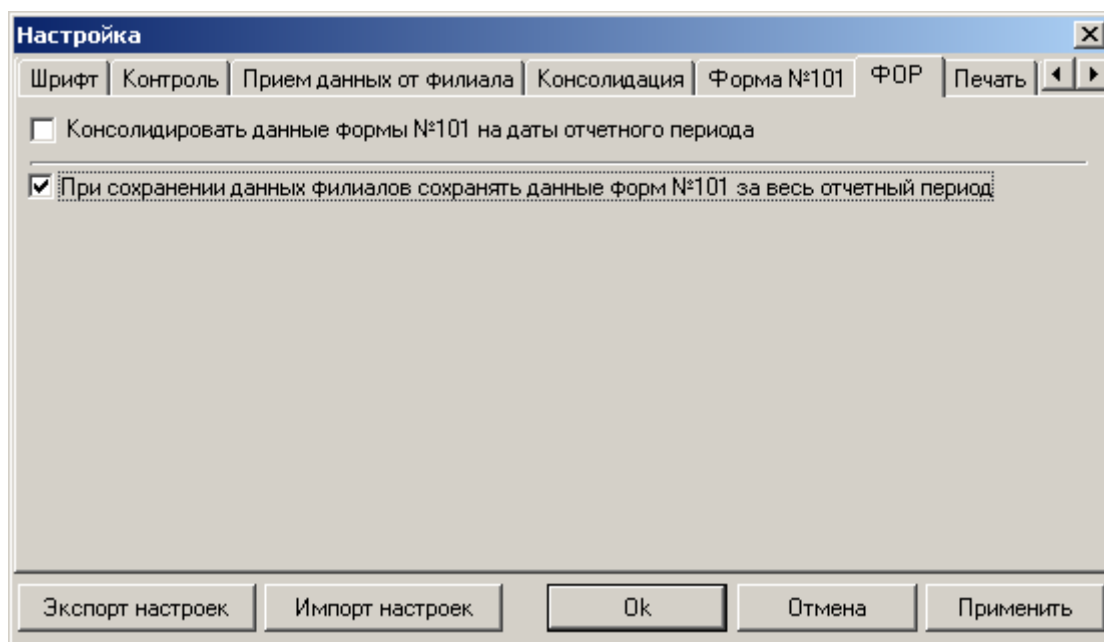 Настройка
Шрифт Контроль Прием данных от филиала Консолидация Форма №101 ФОР Печать
Консолидировать данные формы №101 на даты отчетного периода
При сохранении данных филиалов сохранять данные форм №101 за весь отчетный период
Экспорт настроек Импорт настроек Ok Отмена Применить